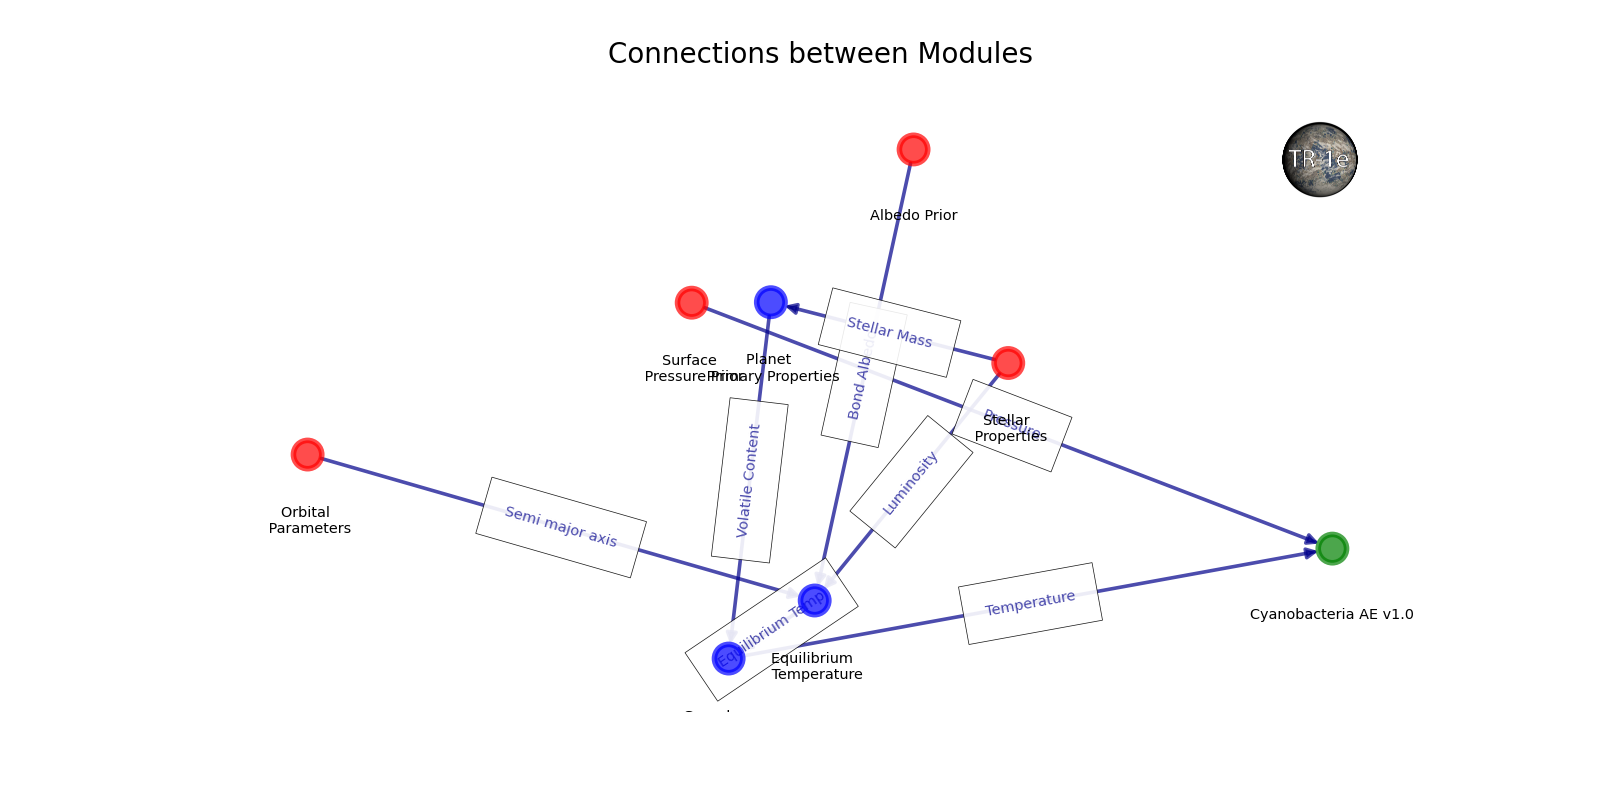 Connections between Modules
TR 1e
Albedo Prior
Stellar Mass
Bond Albedo
Surface
Pressure Prior
Planet
Primary Properties
Pressure
Stellar
Properties
Luminosity
Volatile Content
Orbital
Parameters
Semi major axis
Equilibrium Temp
Temperature
Cyanobacteria AE v1.0
Equilibrium
Temperature